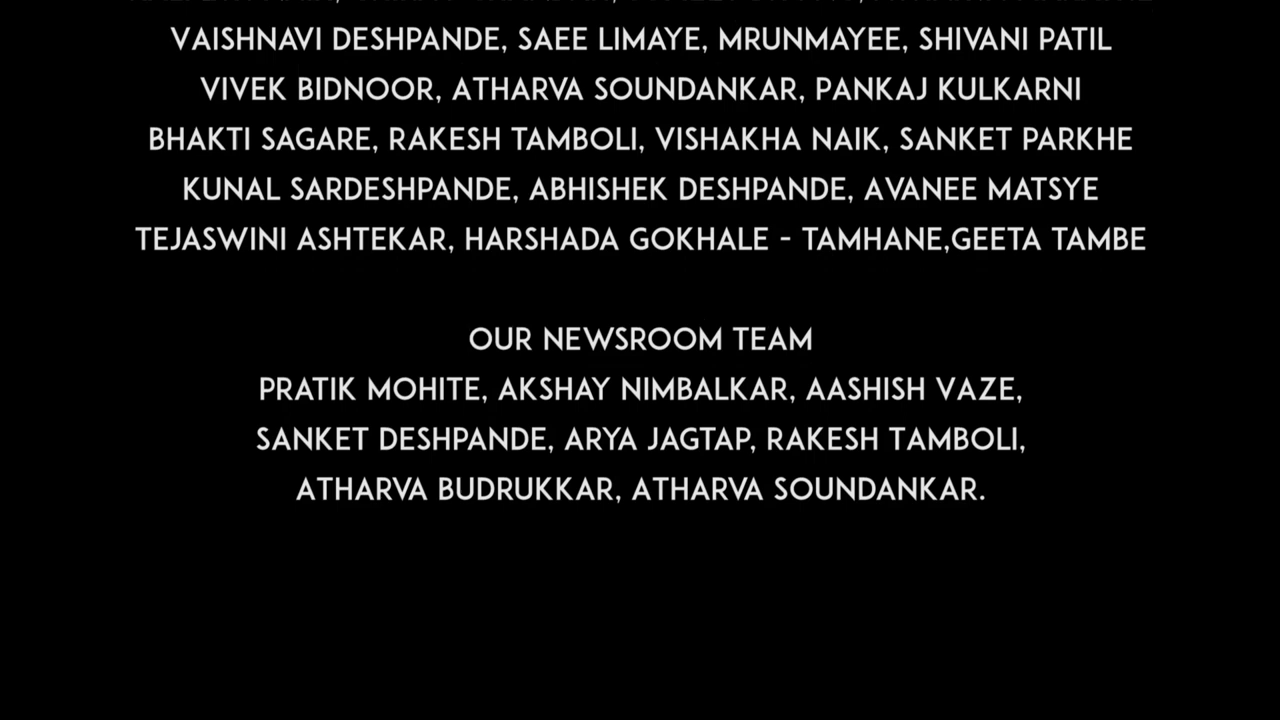 VAISHNAVI DESHPANDE, SAEE LIMAYE, MRUNMAYEE, SHIVANI PATIL
VIVEK BIDNOOR, ATHARVA SOUNDANKAR, PANKAJ KULKARNI
BHAKTI SAGARE, RAKESH TAMBOLI, VISHAKHA NAIK, SANKET PARKHE
KUNAL SARDESHPANDE, ABHISHEK DESHPANDE, AVANEE MATSYE
TEJASWINI ASHTEKAR, HARSHADA GOKHALE - TAMHANE,GEETA TAMBE
OUR NEWSROOM TEAM
PRATIK MOHITE, AKSHAY NIMBALKAR, AASHISH VAZE,
SANKET DESHPANDE, ARYA JAGTAP, RAKESH TAMBOLI,
ATHARVA BUDRUKKAR, ATHARVA SOUNDANKAR.